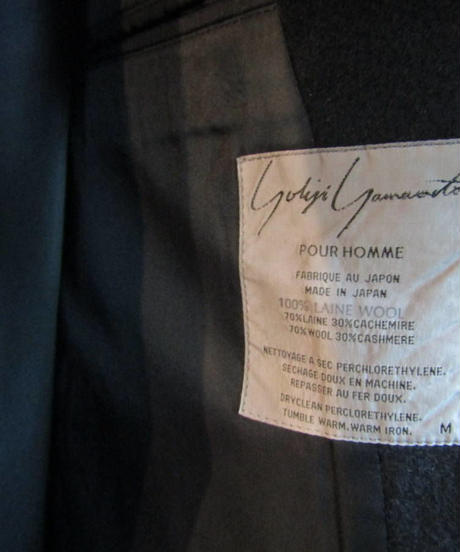 Yohji Yamamoto
POUR HOMME
FABRIQUE AU JAPON
MADE IN JAPAN
100% LAINE WOOL
70%LAINE 30%CACHEMIRE
70%WOOL 30%CASHMERE
NETTOYAGE A SEC PERCHLORETHYLENE.
SECHAGE DOUX EN MACHINE.
REPASSER AU FER DOUX.
DRYCLEAN PERCLORETHYLENE.
TUMBLE WARM.WARM IRON.
M